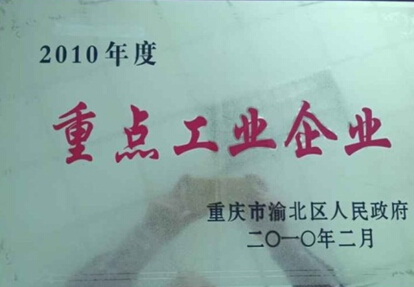 2010年度
重点工业企业
重庆市渝北区人民政府
二〇一〇年二月